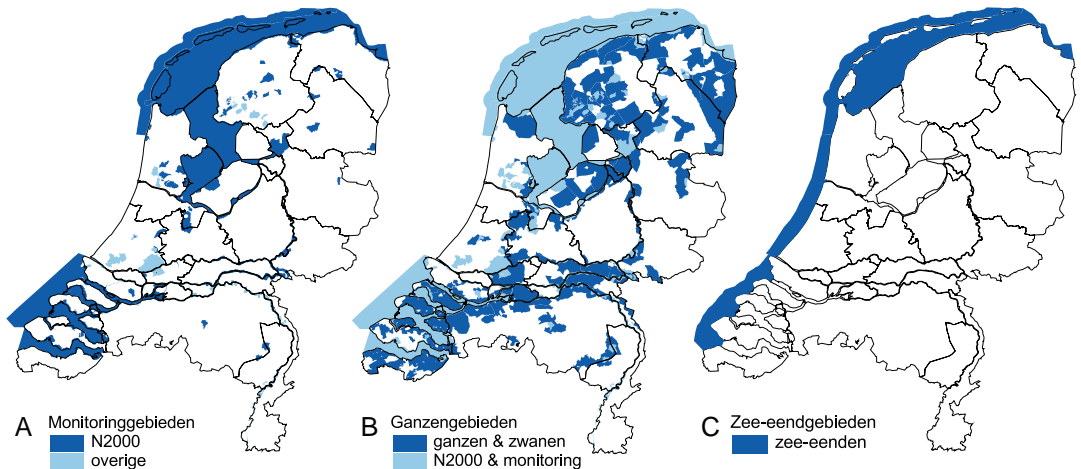 A Monitoringgebieden
N2000
overige
B Ganzengebieden
ganzen & zwanen
N2000 & monitoring
C Zee-eendgebieden
zee-eenden